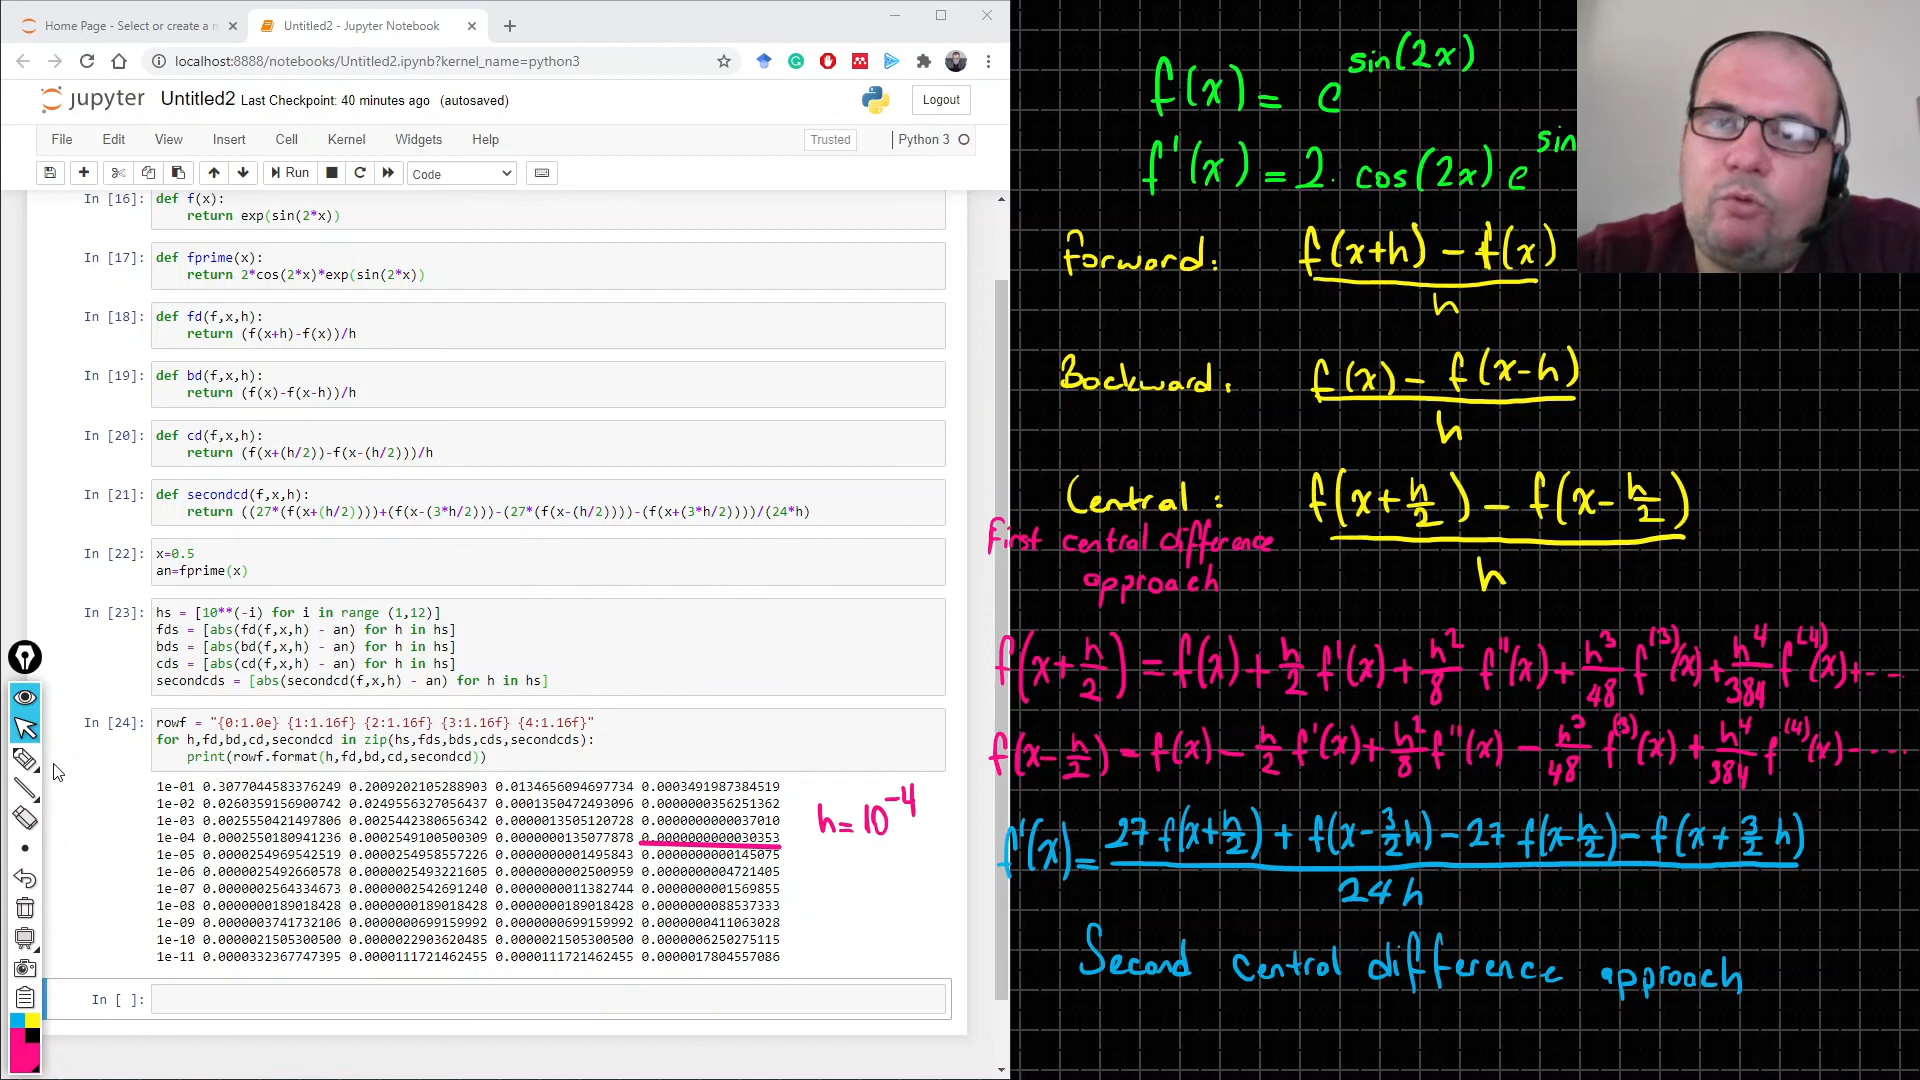 Home Page - Select or create a n
Untitled2 - Jupyter Notebook
localhost:8888/notebooks/Untitled2.ipynb?kernel_name=python3
jupyter Untitled2 Last Checkpoint: 40 minutes ago (autosaved)
Logout
File Edit View Insert Cell Kernel Widgets Help
Trusted
Python 3
Run
Code
In [16]: def f(x):
return exp(sin(2*x))
In [17]: def fprime(x):
return 2*cos(2*x)*exp(sin(2*x))
In [18]: def fd(f,x,h):
return (f(x+h)-f(x))/h
In [19]: def bd(f,x,h):
return (f(x)-f(x-h))/h
In [20]: def cd(f,x,h):
return (f(x+(h/2))-f(x-(h/2)))/h
In [21]: def secondcd(f,x,h):
return ((27*(f(x+(h/2))))+(f(x-(3*h/2)))-(27*(f(x-(h/2))))-(f(x+(3*h/2))))/(24*h)
In [22]: x=0.5
an=fprime(x)
In [23]: hs = [10**(-i) for i in range (1,12)]
fds = [abs(fd(f,x,h) - an) for h in hs]
bds = [abs(bd(f,x,h) - an) for h in hs]
cds = [abs(cd(f,x,h) - an) for h in hs]
secondcds = [abs(secondcd(f,x,h) - an) for h in hs]
In [24]: rowf = "{0:1.0e} {1:1.16f} {2:1.16f} {3:1.16f} {4:1.16f}"
for h,fd,bd,cd,secondcd in zip(hs,fds,bds,cds,secondcds):
print(rowf.format(h,fd,bd,cd,secondcd))
1e-01 0.3077044583376249 0.2009202105288903 0.0134656094697734 0.0003491987384519
1e-02 0.0260359156900742 0.0249556327056437 0.0001350472493096 0.0000000356251362
1e-03 0.0025550421497806 0.0025442380656342 0.0000013505120728 0.0000000000037010
1e-04 0.0002550180941236 0.0002549100500309 0.0000000135077878 0.0000000000030353
1e-05 0.0000254969542519 0.0000254958557226 0.0000000001495843 0.0000000000145075
1e-06 0.0000025492660578 0.0000025493221605 0.0000000002500959 0.0000000004721405
1e-07 0.0000002564334673 0.0000002542691240 0.0000000011382744 0.0000000001569855
1e-08 0.0000000189018428 0.0000000189018428 0.0000000189018428 0.0000000088537333
1e-09 0.0000003741732106 0.0000000699159992 0.0000000699159992 0.0000000411063028
1e-10 0.0000021505300500 0.0000022903620485 0.0000021505300500 0.0000006250275115
1e-11 0.0000332367747395 0.0000111721462455 0.0000111721462455 0.0000017804557086
h=10^-4
In [ ]:
f(x) = e^sin(2x)
f'(x) = 2. cos(2x) e^sin
Forward: f(x+h) - f(x) / h
Backward: f(x) - f(x-h) / h
Central: f(x+h/2) - f(x-h/2) / h
First central difference
approach
f(x+h/2) = f(x) + h/2 f'(x) + h^2/8 f''(x) + h^3/48 f^(3)(x) + h^4/384 f^(4)(x) + ...
f(x-h/2) = f(x) - h/2 f'(x) + h^2/8 f''(x) - h^3/48 f^(3)(x) + h^4/384 f^(4)(x) - ....
f'(x) = 27 f(x+h/2) + f(x-3/2 h) - 27 f(x-h/2) - f(x+3/2 h) / 24 h
Second central difference approach